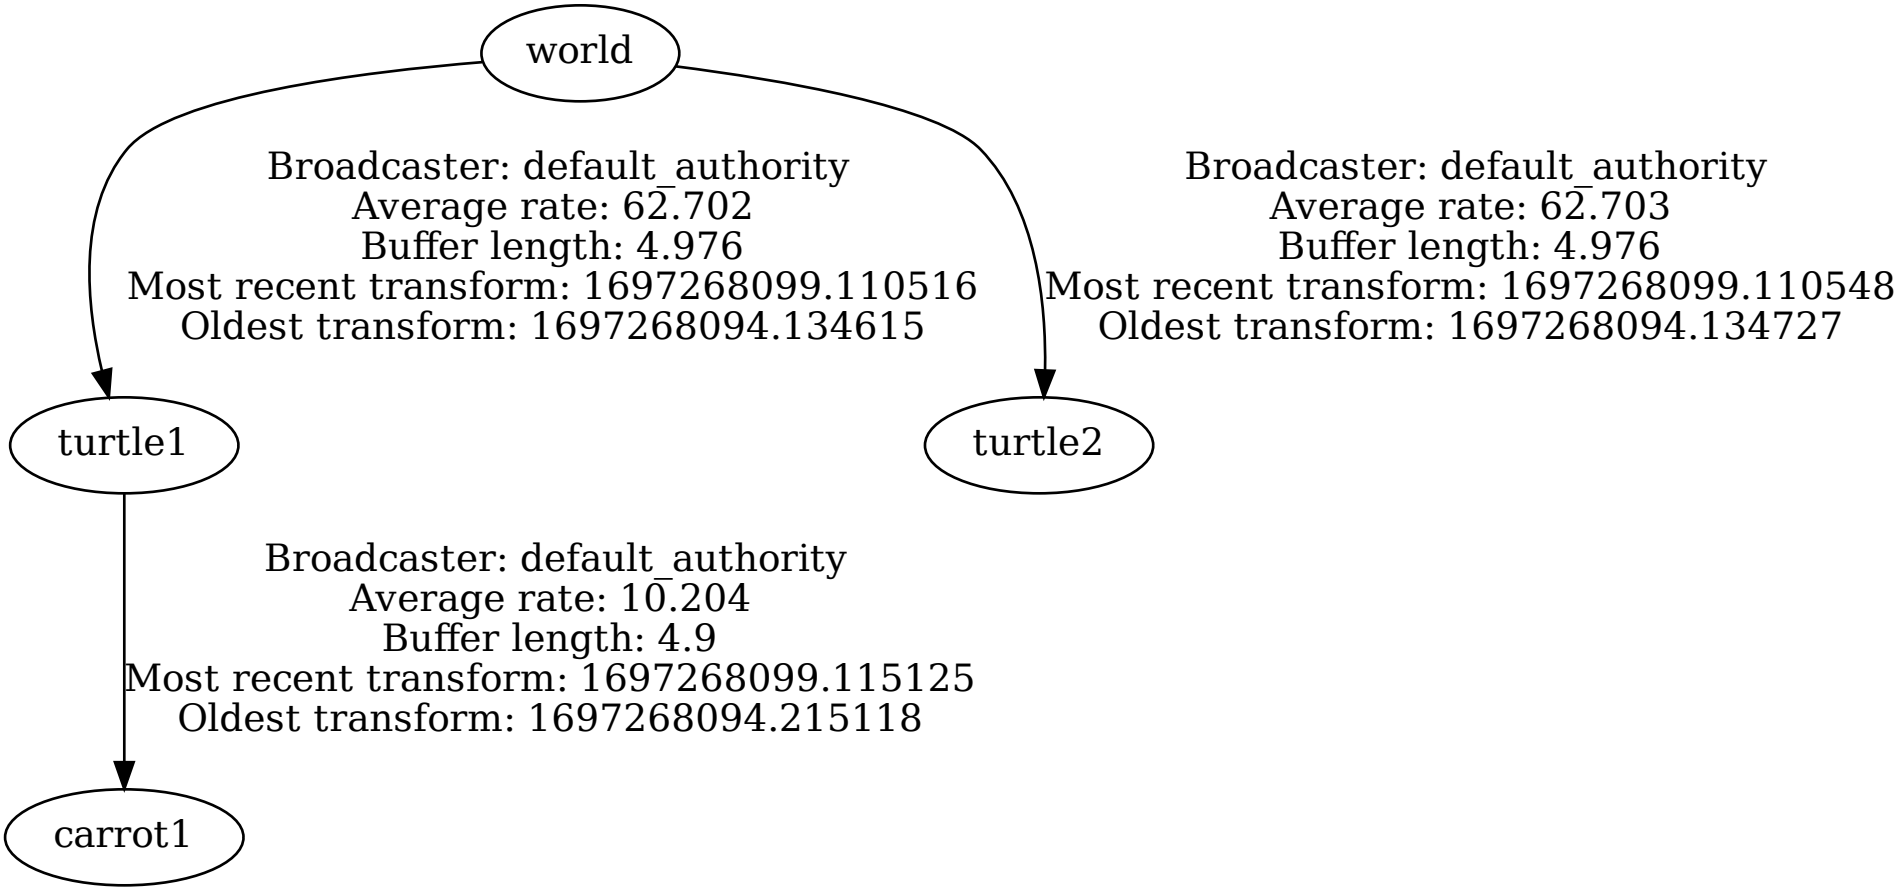 world
Broadcaster: default_authority
Average rate: 62.702
Buffer length: 4.976
Most recent transform: 1697268099.110516
Oldest transform: 1697268094.134615
Broadcaster: default_authority
Average rate: 62.703
Buffer length: 4.976
Most recent transform: 1697268099.110548
Oldest transform: 1697268094.134727
turtle1
turtle2
Broadcaster: default_authority
Average rate: 10.204
Buffer length: 4.9
Most recent transform: 1697268099.115125
Oldest transform: 1697268094.215118
carrot1